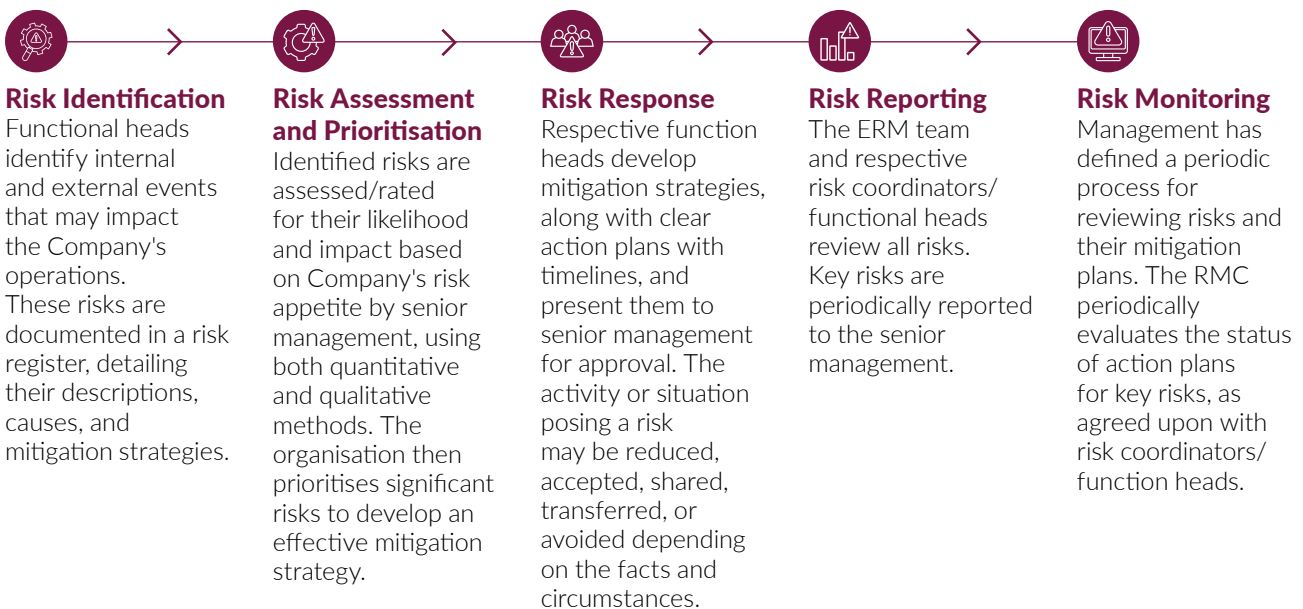 Risk Identification
Functional heads
identify internal
and external events
that may impact
the Company's
operations.
These risks are
documented in a risk
register, detailing
their descriptions,
causes, and
mitigation strategies.
Risk Assessment
and Prioritisation
Identified risks are
assessed/rated
for their likelihood
and impact based
on Company's risk
appetite by senior
management, using
both quantitative
and qualitative
methods. The
organisation then
prioritises significant
risks to develop an
effective mitigation
strategy.
Risk Response
Respective function
heads develop
mitigation strategies,
along with clear
action plans with
timelines, and
present them to
senior management
for approval. The
activity or situation
posing a risk
may be reduced,
accepted, shared,
transferred, or
avoided depending
on the facts and
circumstances.
Risk Reporting
The ERM team
and respective
risk coordinators/
functional heads
review all risks.
Key risks are
periodically reported
to the senior
management.
Risk Monitoring
Management has
defined a periodic
process for
reviewing risks and
their mitigation
plans. The RMC
periodically
evaluates the status
of action plans
for key risks, as
agreed upon with
risk coordinators/
function heads.